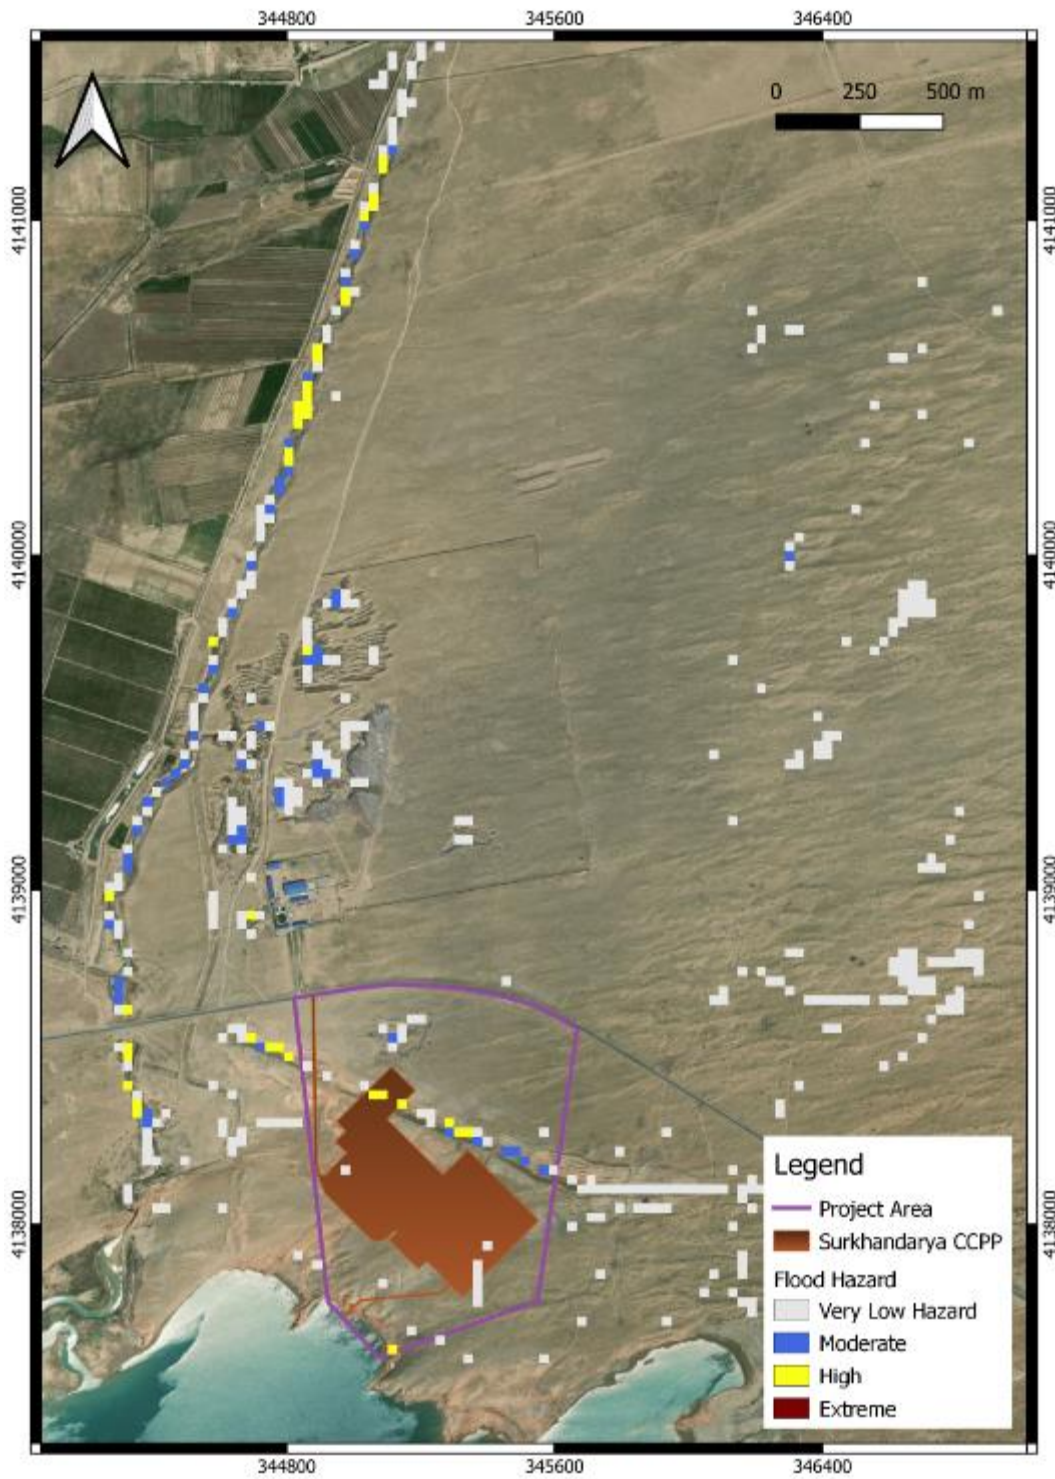 344800 345600 346400
0 250 500 m
4141000 4141000
4140000 4140000
4139000 4139000
4138000 4138000
Legend
Project Area
Surkhandarya CCPP
Flood Hazard
Very Low Hazard
Moderate
High
Extreme
344800 345600 346400